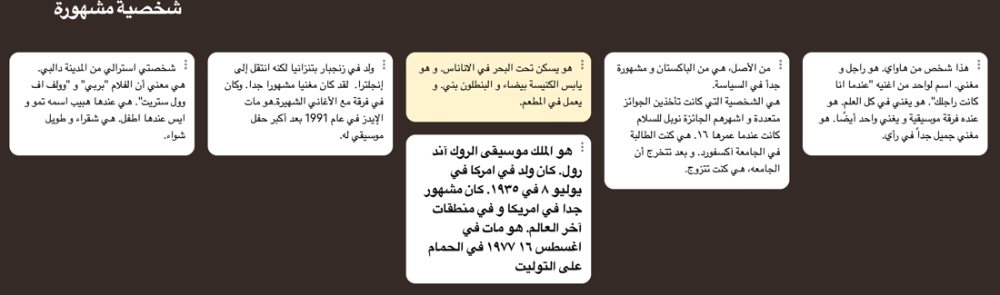 شخصية مشهورة
هذا شخص من هاواي. هو راجل و
مغني. اسم لواحد من اغنيه "عندما انا
كانت راجلك". هو يغني في كل العلم. هو
عنده فرقة موسيقية و يغني واحد أيضًا. هو
مغني جميل جداً في رأي.
من الأصل، هي من الباكستان و مشهورة
جداً في السياسة.
هي الشخصية التي كانت تأخذين الجوائز
متعددة و اشهرهم الجائزة نوبل للسلام
كانت عندما عمرها ١٦. هي كنت الطالبة
في الجامعة أكسفورد. و بعد تتخرج أن
الجامعه، هي كنت تتزوج.
هو يسكن تحت البحر في الاناناس. و هو
يابس الكنيسة بيضاء و البنطلون بني. و
يعمل في المطعم.
هو الملك موسيقى الروك آند
رول. كان ولد في امركا في
يوليو ٨ في ١٩٣٥. كان مشهور
جدا في امريكا و في منطقات
آخر العالم. هو مات في
اغسطس ١٦ ١٩٧٧ في الحمام
على التوليت
ولد في زنجبار بتنزانيا لكنه انتقل إلى
إنجلترا. لقد كان مغنيا مشهورا جدا. وكان
في فرقة مع الأغاني الشهيرة.هو مات
الإيدز في عام 1991 بعد أكبر حفل
موسيقي له.
شخصتي استرالي من المدينة دالبي.
هي معني أن الفلام "بربي" و "وولف اف
وول ستريت". هي عندها هبيب اسمه تمو و
ايس عندها اطفل. هي شقراء و طويل
شواء.